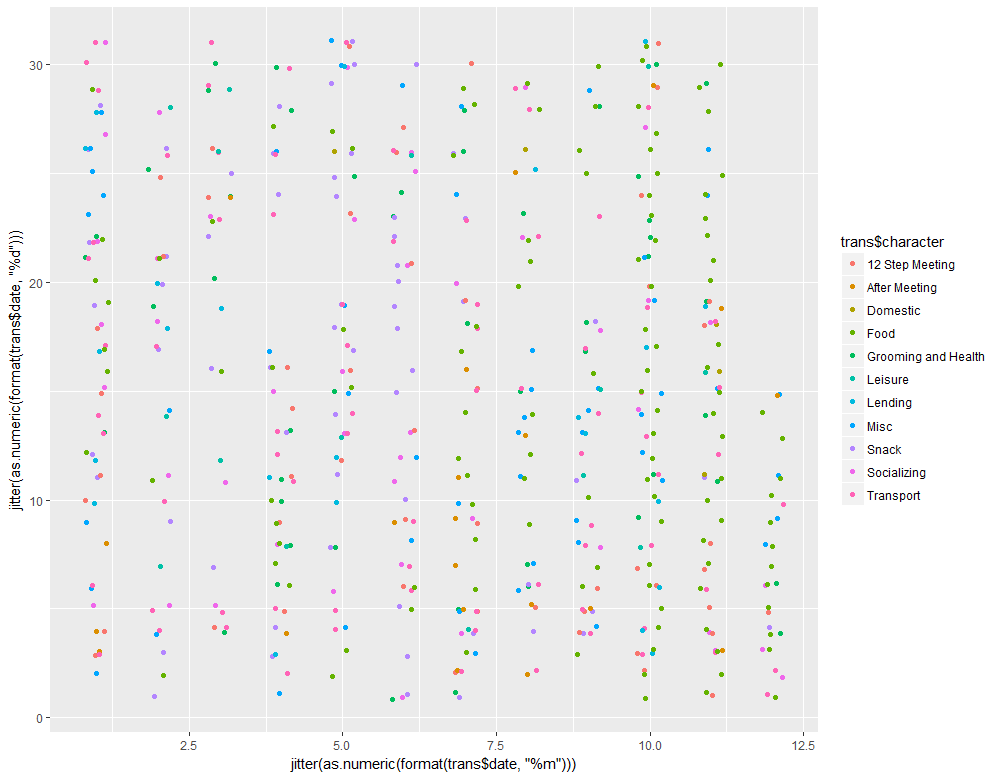 30
20
10
0
2.5
5.0
7.5
10.0
12.5
jitter(as.numeric(format(trans$date, "%m")))
jitter(as.numeric(format(trans$date, "%d")))
trans$character
12 Step Meeting
After Meeting
Domestic
Food
Grooming and Health
Leisure
Lending
Misc
Snack
Socializing
Transport